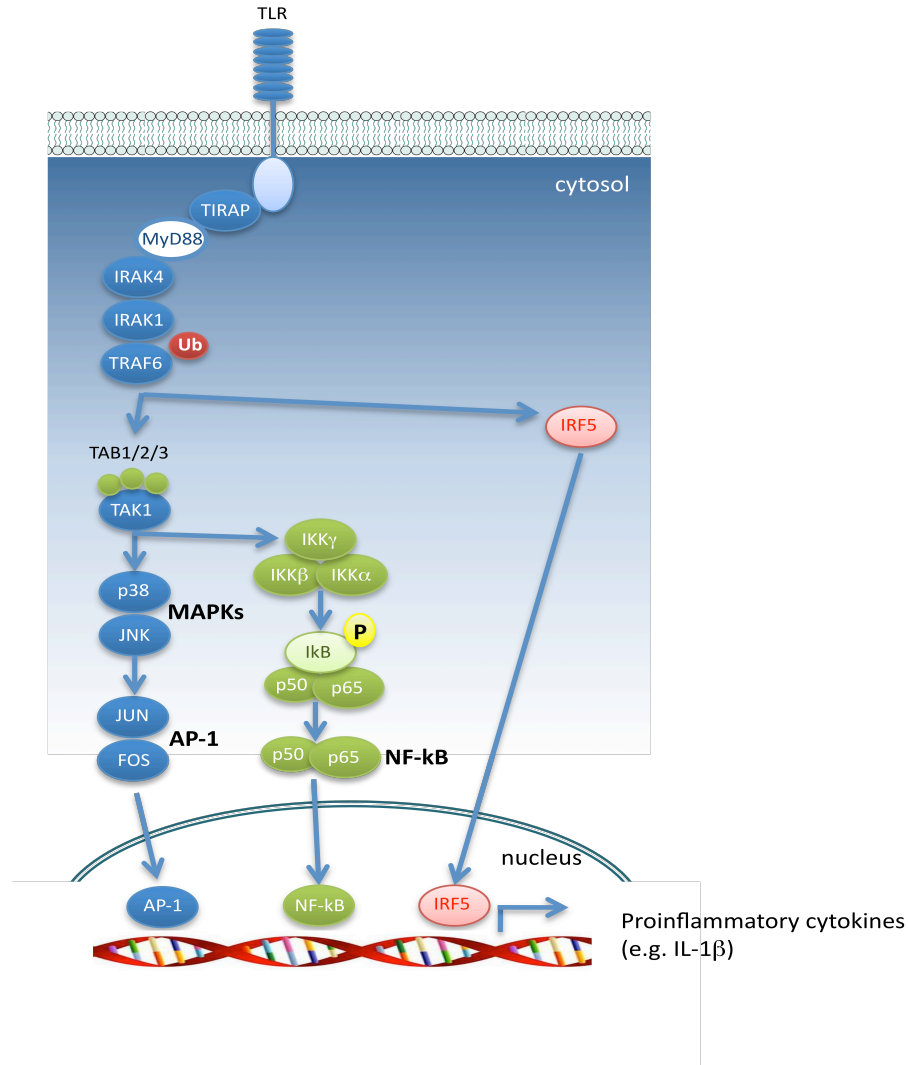 TLR
cytosol
TIRAP
MyD88
IRAK4
IRAK1
Ub
TRAF6
IRF5
TAB1/2/3
TAK1
IKKγ
IKKβ
IKKα
p38
MAPKs
JNK
P
IkB
p50
p65
JUN
AP-1
FOS
p50
p65
NF-kB
nucleus
AP-1
NF-kB
IRF5
Proinflammatory cytokines
(e.g. IL-1β)